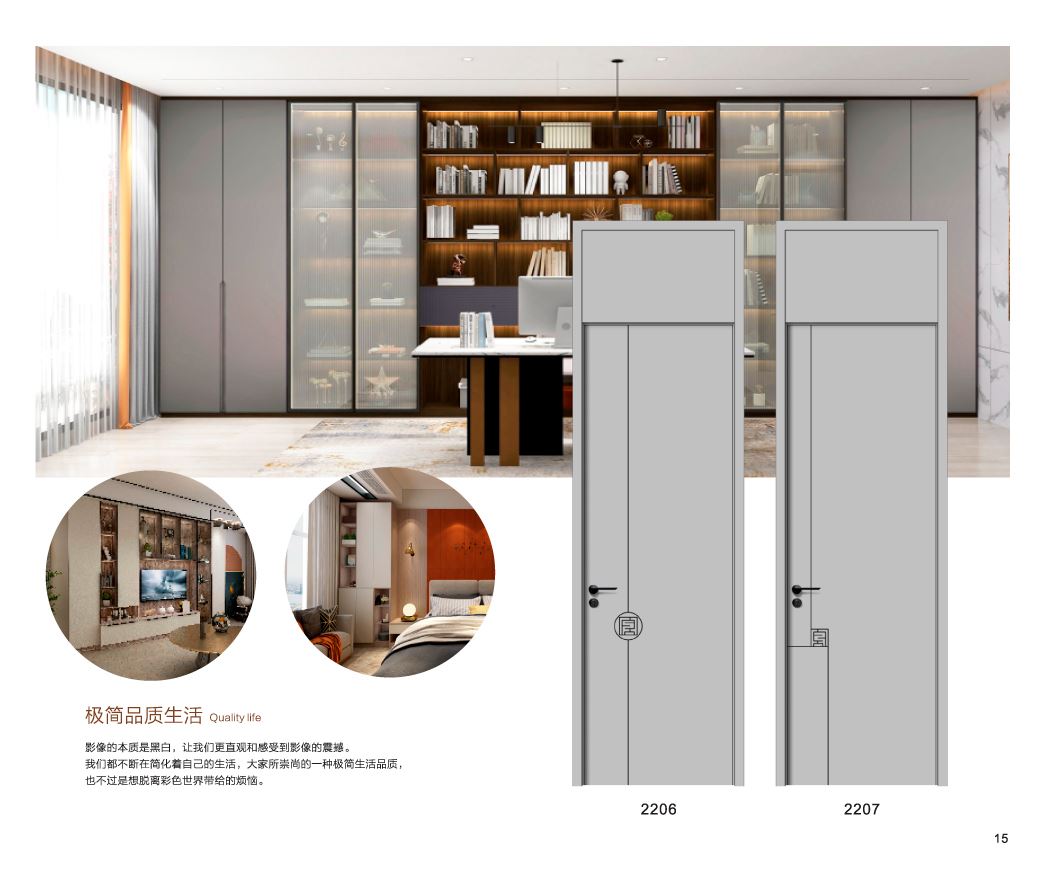 极简品质生活 Quality life
影像的本质是黑白，让我们更直观和感受到影像的震撼。
我们都不断在简化着自己的生活，大家所崇尚的一种极简生活品质，
也不过是想脱离彩色世界带给的烦恼。
2206
2207
15